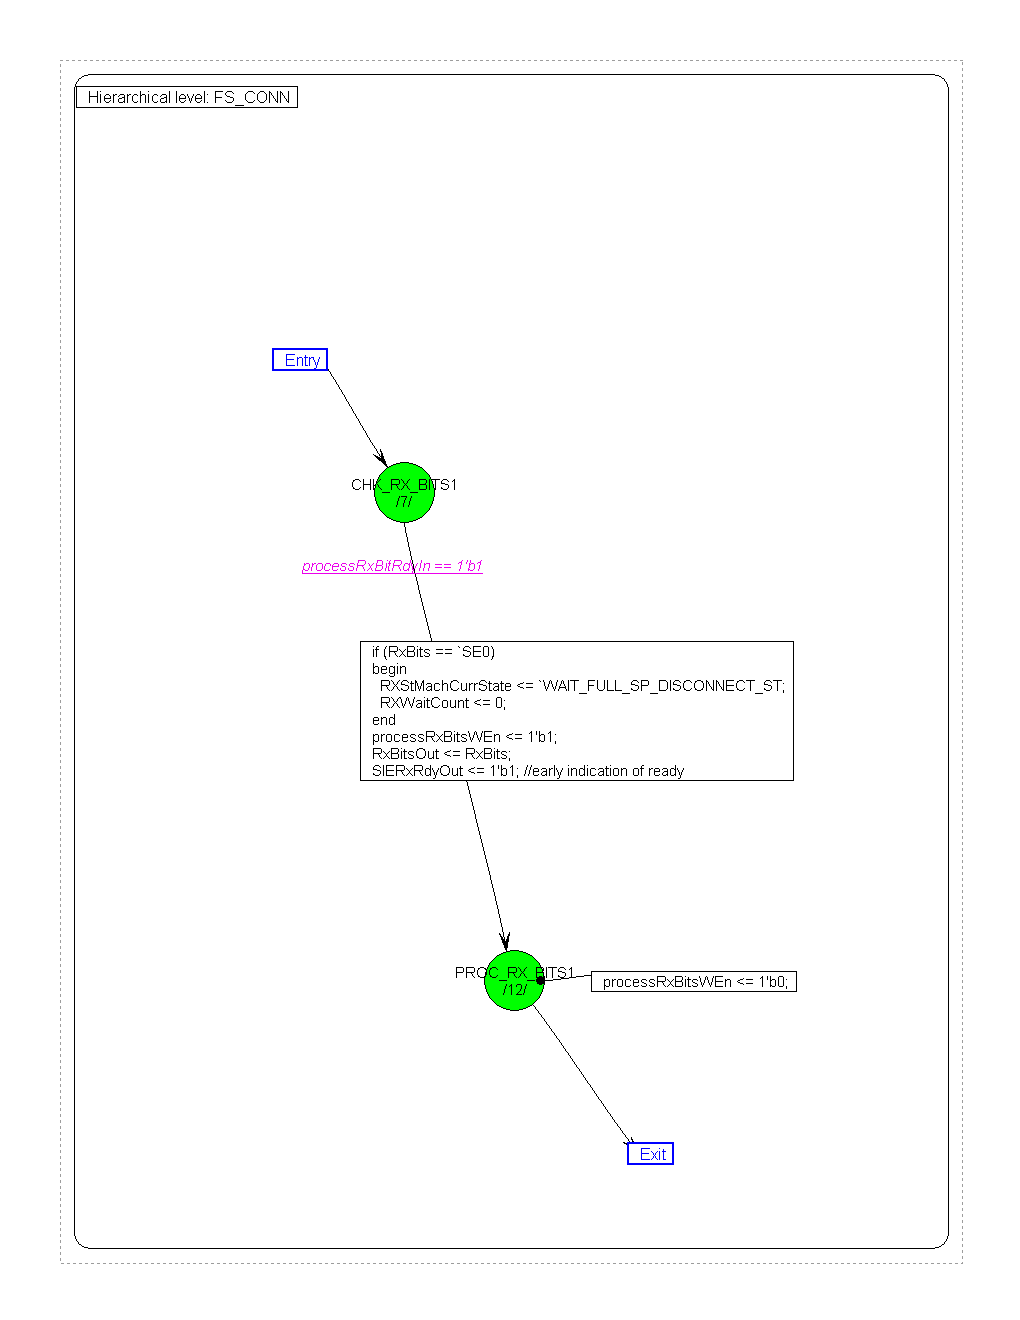 Hierarchical level: FS_CONN
Entry
CHK_RX_BITS1
/7/
processRxBitRdyIn == 1'b1
if (RxBits == `SE0)
begin
RXStMachCurrState <= `WAIT_FULL_SP_DISCONNECT_ST;
RXWaitCount <= 0;
end
processRxBitsWEn <= 1'b1;
RxBitsOut <= RxBits;
SIERxRdyOut <= 1'b1; //early indication of ready
PROC_RX_BITS1
/12/
processRxBitsWEn <= 1'b0;
Exit